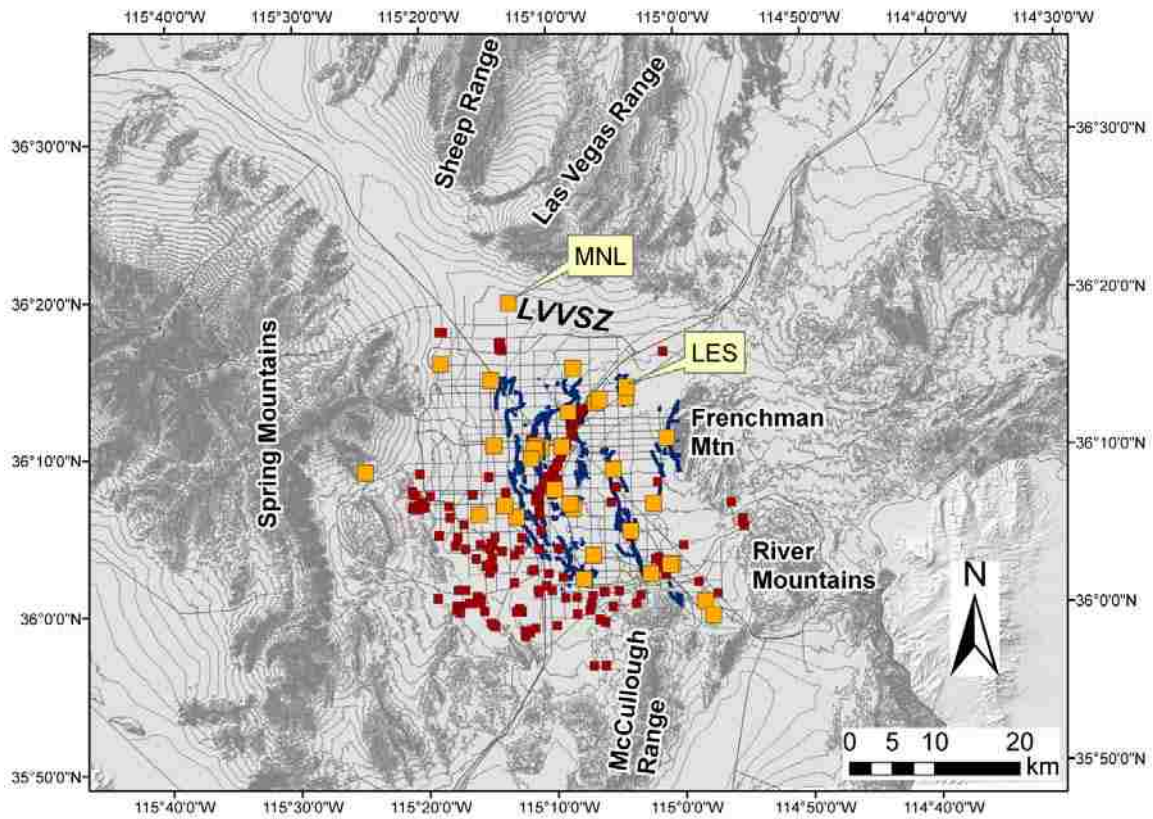 115°40'0"W 115°30'0"W 115°20'0"W 115°10'0"W 115°0'0"W 114°50'0"W 114°40'0"W 114°30'0"W
Sheep Range
Las Vegas Range
36°30'0"N
36°30'0"N
MNL
36°20'0"N
36°20'0"N
LVVSZ
LES
Spring Mountains
Frenchman
Mtn
36°10'0"N
36°10'0"N
River
Mountains
N
36°0'0"N
36°0'0"N
McCullough
Range
0 5 10 20
km
35°50'0"N
35°50'0"N
115°40'0"W 115°30'0"W 115°20'0"W 115°10'0"W 115°0'0"W 114°50'0"W 114°40'0"W